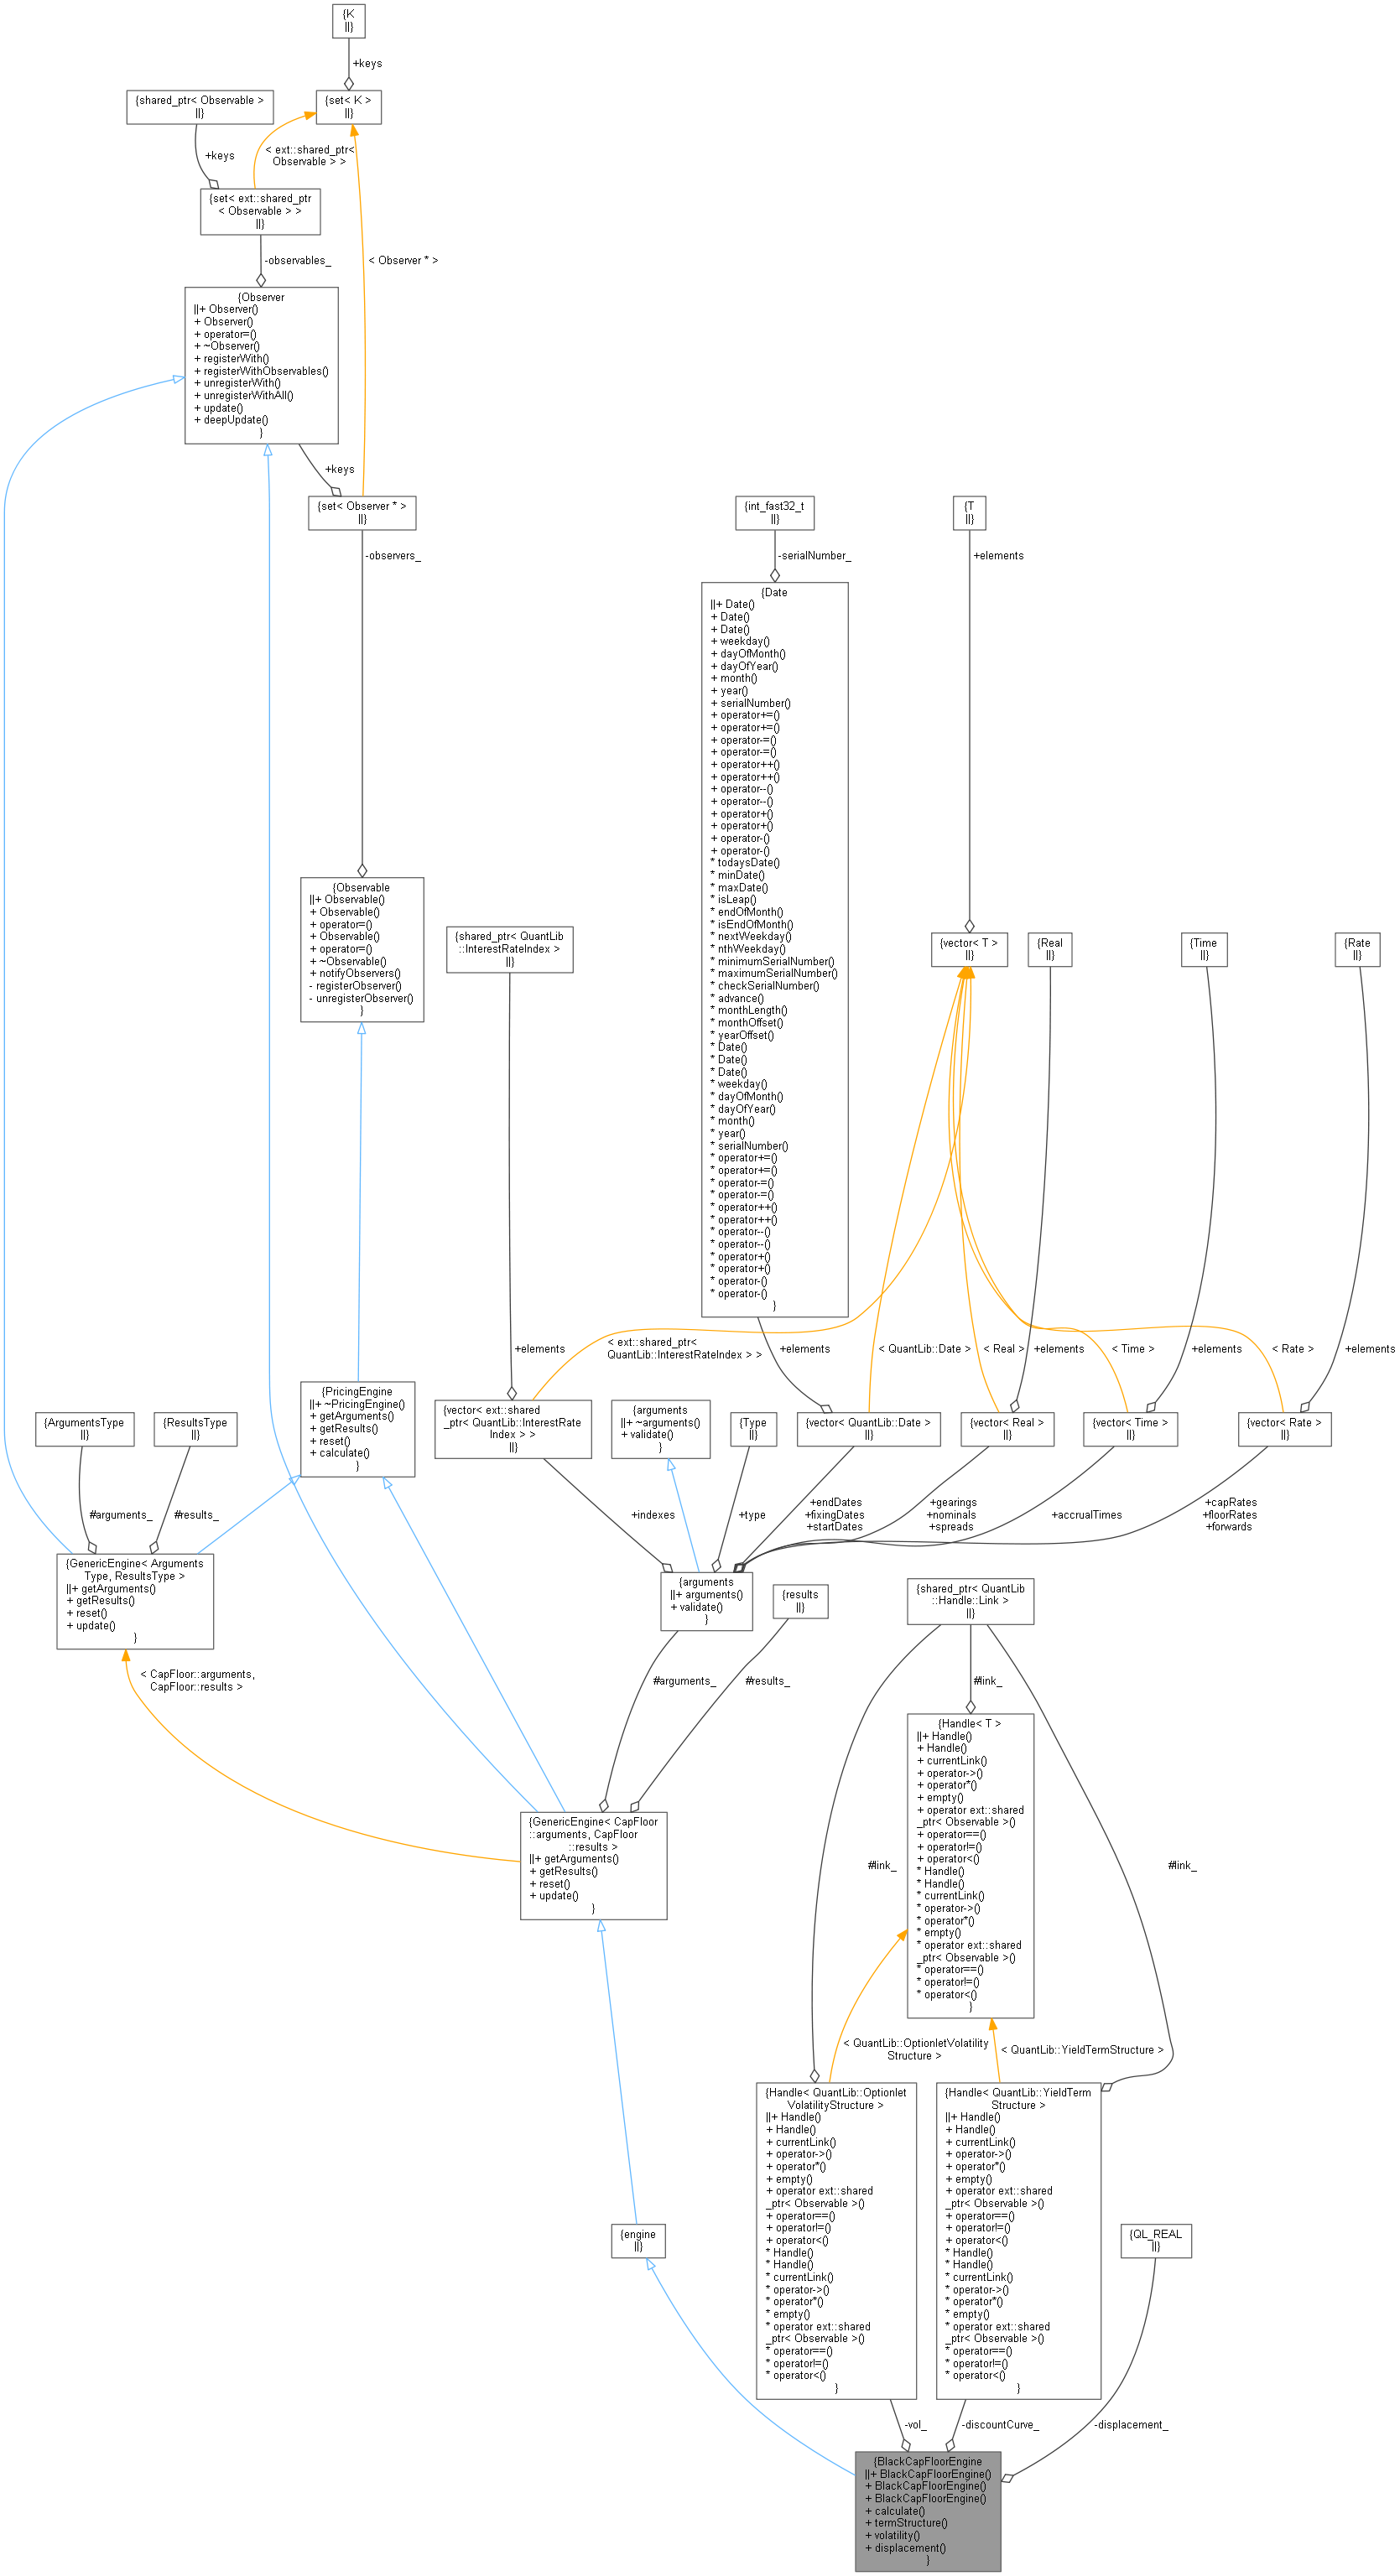 {K
||}
+keys
{shared_ptr< Observable >
||}
{set< K >
||}
+keys
< ext::shared_ptr<
Observable > >
{set< ext::shared_ptr
< Observable > >
||}
-observables_
< Observer * >
{Observer
||+ Observer()
+ Observer()
+ operator=()
+ ~Observer()
+ registerWith()
+ registerWithObservables()
+ unregisterWith()
+ unregisterWithAll()
+ update()
+ deepUpdate()
}
+keys
{set< Observer * >
||}
-observers_
{int_fast32_t
||}
-serialNumber_
{T
||}
+elements
{Date
||+ Date()
+ Date()
+ Date()
+ weekday()
+ dayOfMonth()
+ dayOfYear()
+ month()
+ year()
+ serialNumber()
+ operator+=()
+ operator+=()
+ operator-=()
+ operator-=()
+ operator++()
+ operator++()
+ operator--()
+ operator--()
+ operator+()
+ operator+()
+ operator-()
+ operator-()
* todaysDate()
* minDate()
* maxDate()
* isLeap()
* endOfMonth()
* isEndOfMonth()
* nextWeekday()
* nthWeekday()
* minimumSerialNumber()
* maximumSerialNumber()
* checkSerialNumber()
* advance()
* monthLength()
* monthOffset()
* yearOffset()
* Date()
* Date()
* Date()
* weekday()
* dayOfMonth()
* dayOfYear()
* month()
* year()
* serialNumber()
* operator+=()
* operator+=()
* operator-=()
* operator-=()
* operator++()
* operator++()
* operator--()
* operator--()
* operator+()
* operator+()
* operator-()
* operator-()
}
{Observable
||+ Observable()
+ Observable()
+ operator=()
+ Observable()
+ operator=()
+ ~Observable()
+ notifyObservers()
- registerObserver()
- unregisterObserver()
}
{shared_ptr< QuantLib
::InterestRateIndex >
||}
{vector< T >
||}
{Real
||}
{Time
||}
{Rate
||}
+elements
< ext::shared_ptr<
QuantLib::InterestRateIndex > >
+elements
< QuantLib::Date >
< Real >
+elements
< Time >
+elements
< Rate >
+elements
{ArgumentsType
||}
{ResultsType
||}
{PricingEngine
||+ ~PricingEngine()
+ getArguments()
+ getResults()
+ reset()
+ calculate()
}
{vector< ext::shared
_ptr< QuantLib::InterestRate
Index > >
||}
{arguments
||+ ~arguments()
+ validate()
}
{Type
||}
{vector< QuantLib::Date >
||}
{vector< Real >
||}
{vector< Time >
||}
{vector< Rate >
||}
#arguments_
#results_
+indexes
+type
+endDates
+fixingDates
+startDates
+gearings
+nominals
+spreads
+accrualTimes
+capRates
+floorRates
+forwards
{GenericEngine< Arguments
Type, ResultsType >
||+ getArguments()
+ getResults()
+ reset()
+ update()
}
{arguments
||+ arguments()
+ validate()
}
{results
||}
{shared_ptr< QuantLib
::Handle::Link >
||}
< CapFloor::arguments,
CapFloor::results >
#arguments_
#results_
#link_
{Handle< T >
||+ Handle()
+ Handle()
+ currentLink()
+ operator->()
+ operator*()
+ empty()
+ operator ext::shared
_ptr< Observable >()
+ operator==()
+ operator!=()
+ operator<()
* Handle()
* Handle()
* currentLink()
* operator->()
* operator*()
* empty()
* operator ext::shared
_ptr< Observable >()
* operator==()
* operator!=()
* operator<()
}
{GenericEngine< CapFloor
::arguments, CapFloor
::results >
||+ getArguments()
+ getResults()
+ reset()
+ update()
}
#link_
#link_
< QuantLib::OptionletVolatility
Structure >
< QuantLib::YieldTermStructure >
{Handle< QuantLib::Optionlet
VolatilityStructure >
||+ Handle()
+ Handle()
+ currentLink()
+ operator->()
+ operator*()
+ empty()
+ operator ext::shared
_ptr< Observable >()
+ operator==()
+ operator!=()
+ operator<()
* Handle()
* Handle()
* currentLink()
* operator->()
* operator*()
* empty()
* operator ext::shared
_ptr< Observable >()
* operator==()
* operator!=()
* operator<()
}
{Handle< QuantLib::YieldTerm
Structure >
||+ Handle()
+ Handle()
+ currentLink()
+ operator->()
+ operator*()
+ empty()
+ operator ext::shared
_ptr< Observable >()
+ operator==()
+ operator!=()
+ operator<()
* Handle()
* Handle()
* currentLink()
* operator->()
* operator*()
* empty()
* operator ext::shared
_ptr< Observable >()
* operator==()
* operator!=()
* operator<()
}
{engine
||}
{QL_REAL
||}
-vol_
-discountCurve_
-displacement_
{BlackCapFloorEngine
||+ BlackCapFloorEngine()
+ BlackCapFloorEngine()
+ BlackCapFloorEngine()
+ calculate()
+ termStructure()
+ volatility()
+ displacement()
}